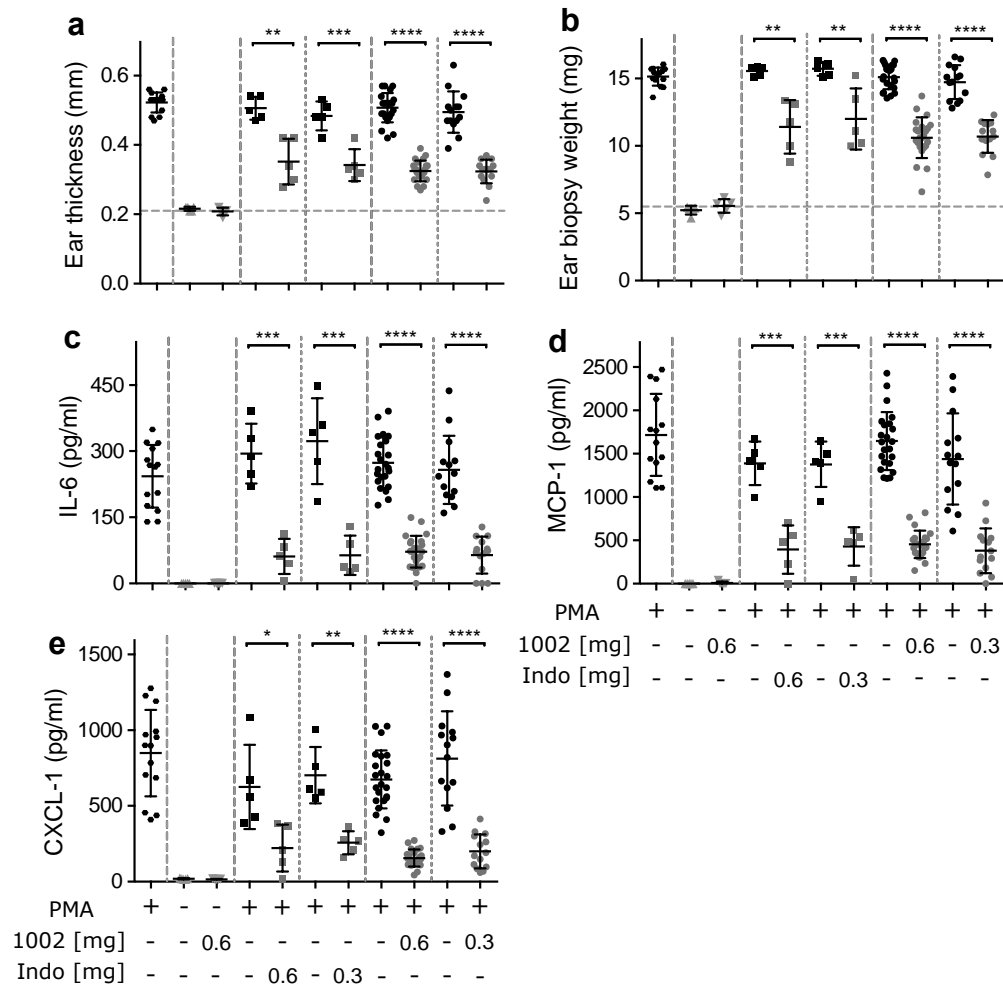 a
** *** **** ****
Ear thickness (mm)
0.6
0.4
0.2
0.0
b
** ** **** ****
Ear biopsy weight (mg)
15
10
5
0
c
*** *** **** ****
IL-6 (pg/ml)
450
300
150
0
d
*** *** **** ****
MCP-1 (pg/ml)
2500
2000
1500
1000
500
0
PMA + - - + + + + + + + +
1002 [mg] - - 0.6 - - - - - 0.6 - 0.3
Indo [mg] - - - - 0.6 - 0.3 - - - -
e
* ** **** ****
CXCL-1 (pg/ml)
1500
1000
500
0
PMA + - - + + + + + + + +
1002 [mg] - - 0.6 - - - - - 0.6 - 0.3
Indo [mg] - - - - 0.6 - 0.3 - - - -